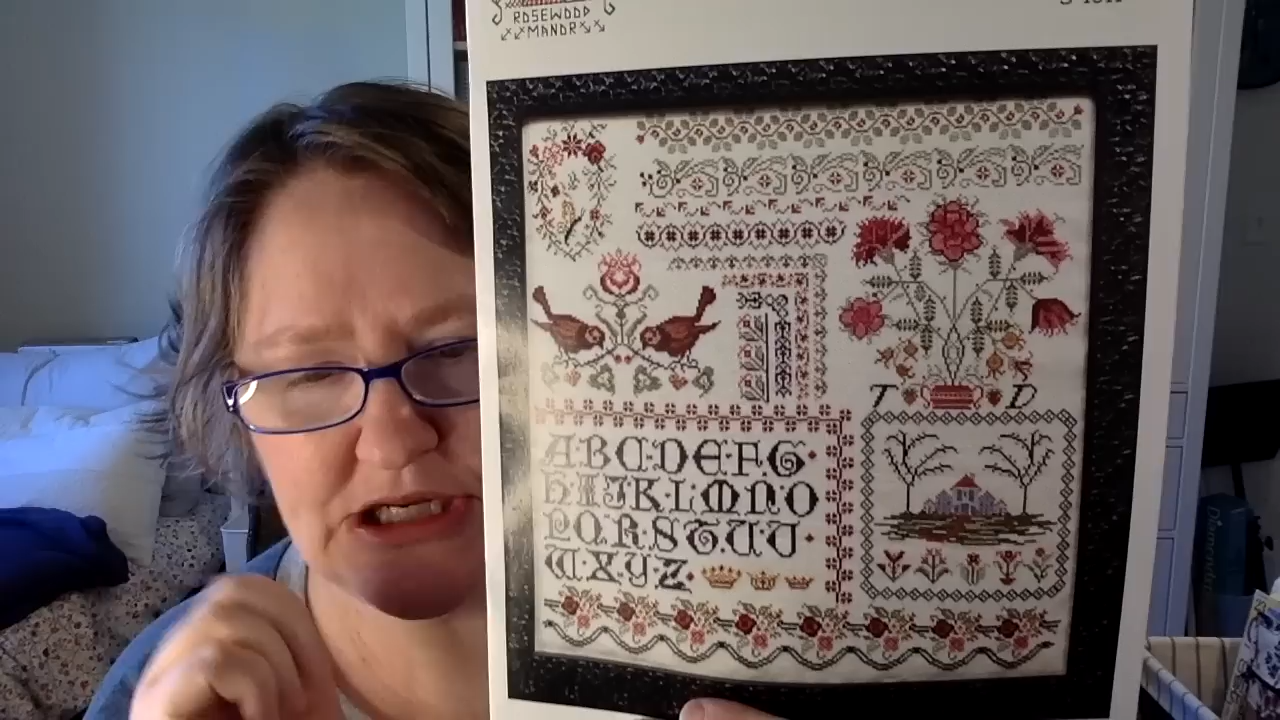 ROSEWOOD
MANOR
T D
ABCDEFG
HIJKLMNO
PQRSTUV
WXYZ